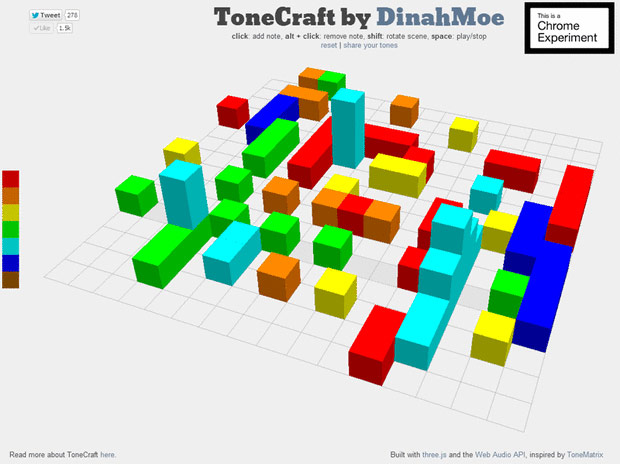 Tweet 278
Like 1.5k
ToneCraft by DinahMoe
click: add note, alt + click: remove note, shift: rotate scene, space: play/stop
reset | share your tones
This is a
Chrome
Experiment
Read more about ToneCraft here.
Built with three.js and the Web Audio API, inspired by ToneMatrix